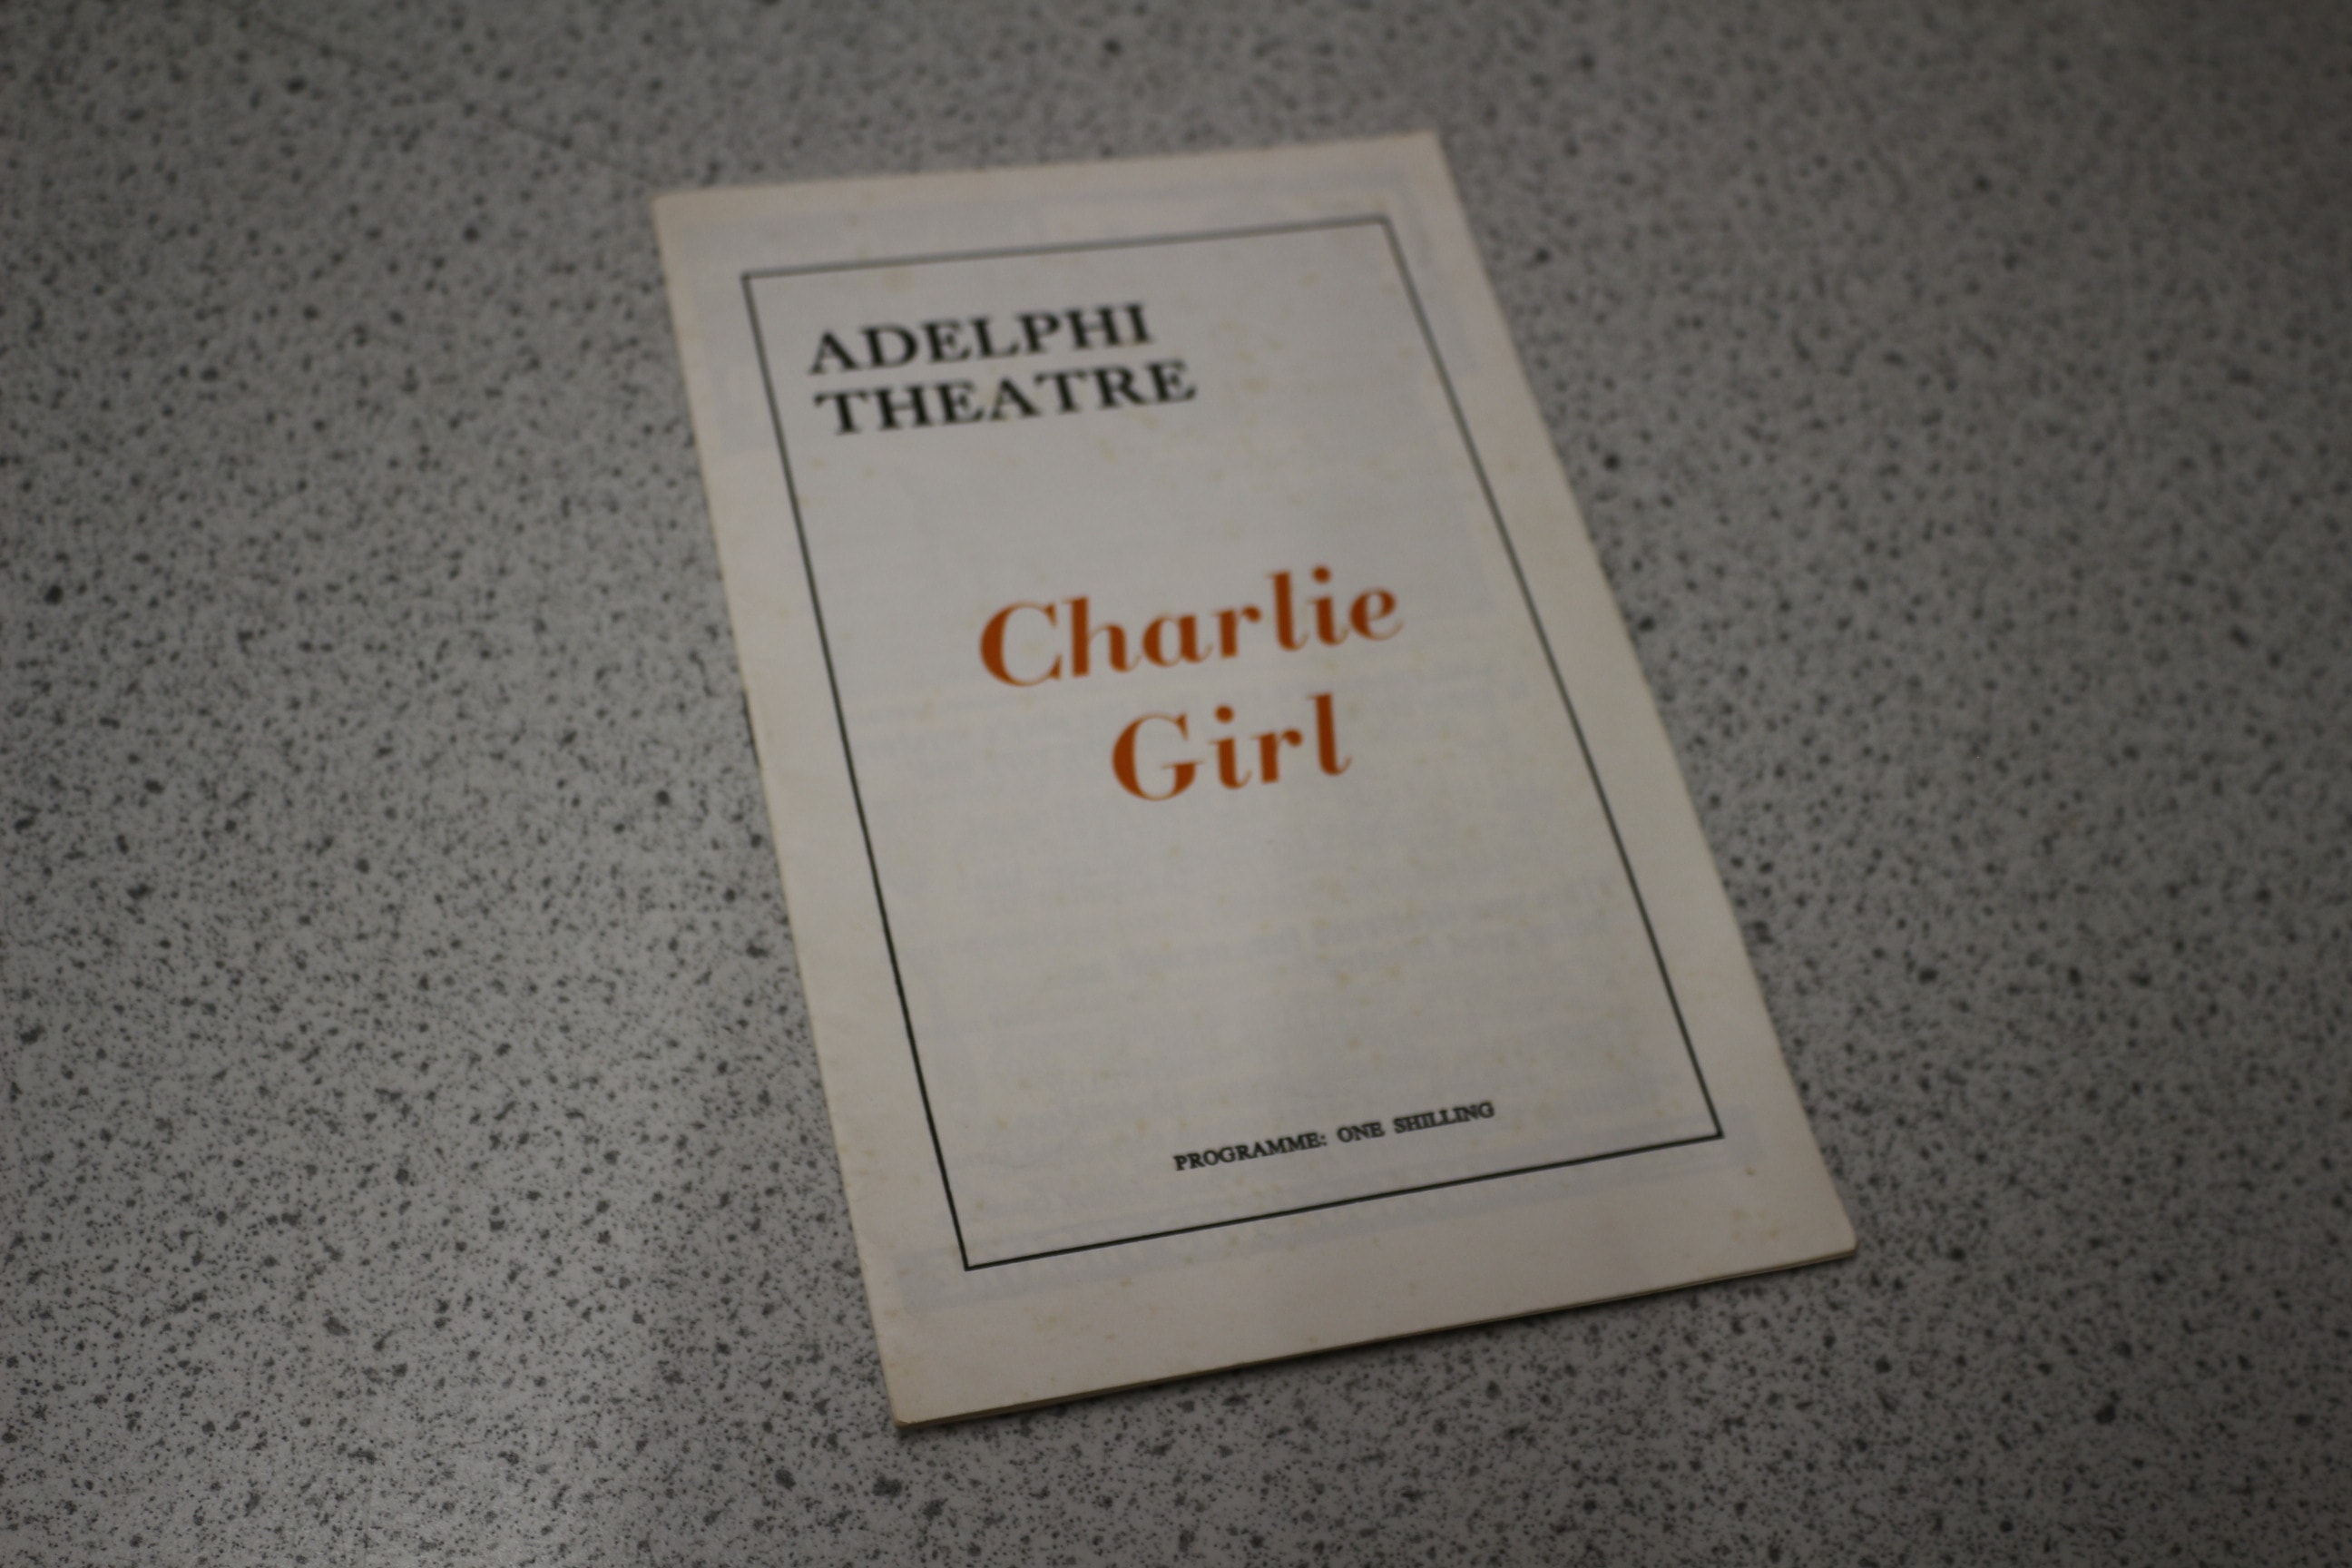 ADELPHI
THEATRE
Charlie
Girl
PROGRAMME: ONE SHILLING